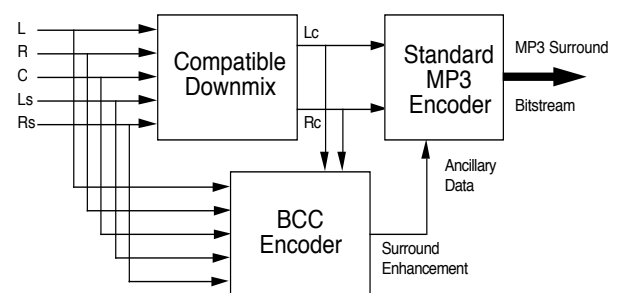 L
R
C
Ls
Rs
Compatible
Downmix
Lc
Rc
Standard
MP3
Encoder
MP3 Surround
Bitstream
Ancillary
Data
BCC
Encoder
Surround
Enhancement